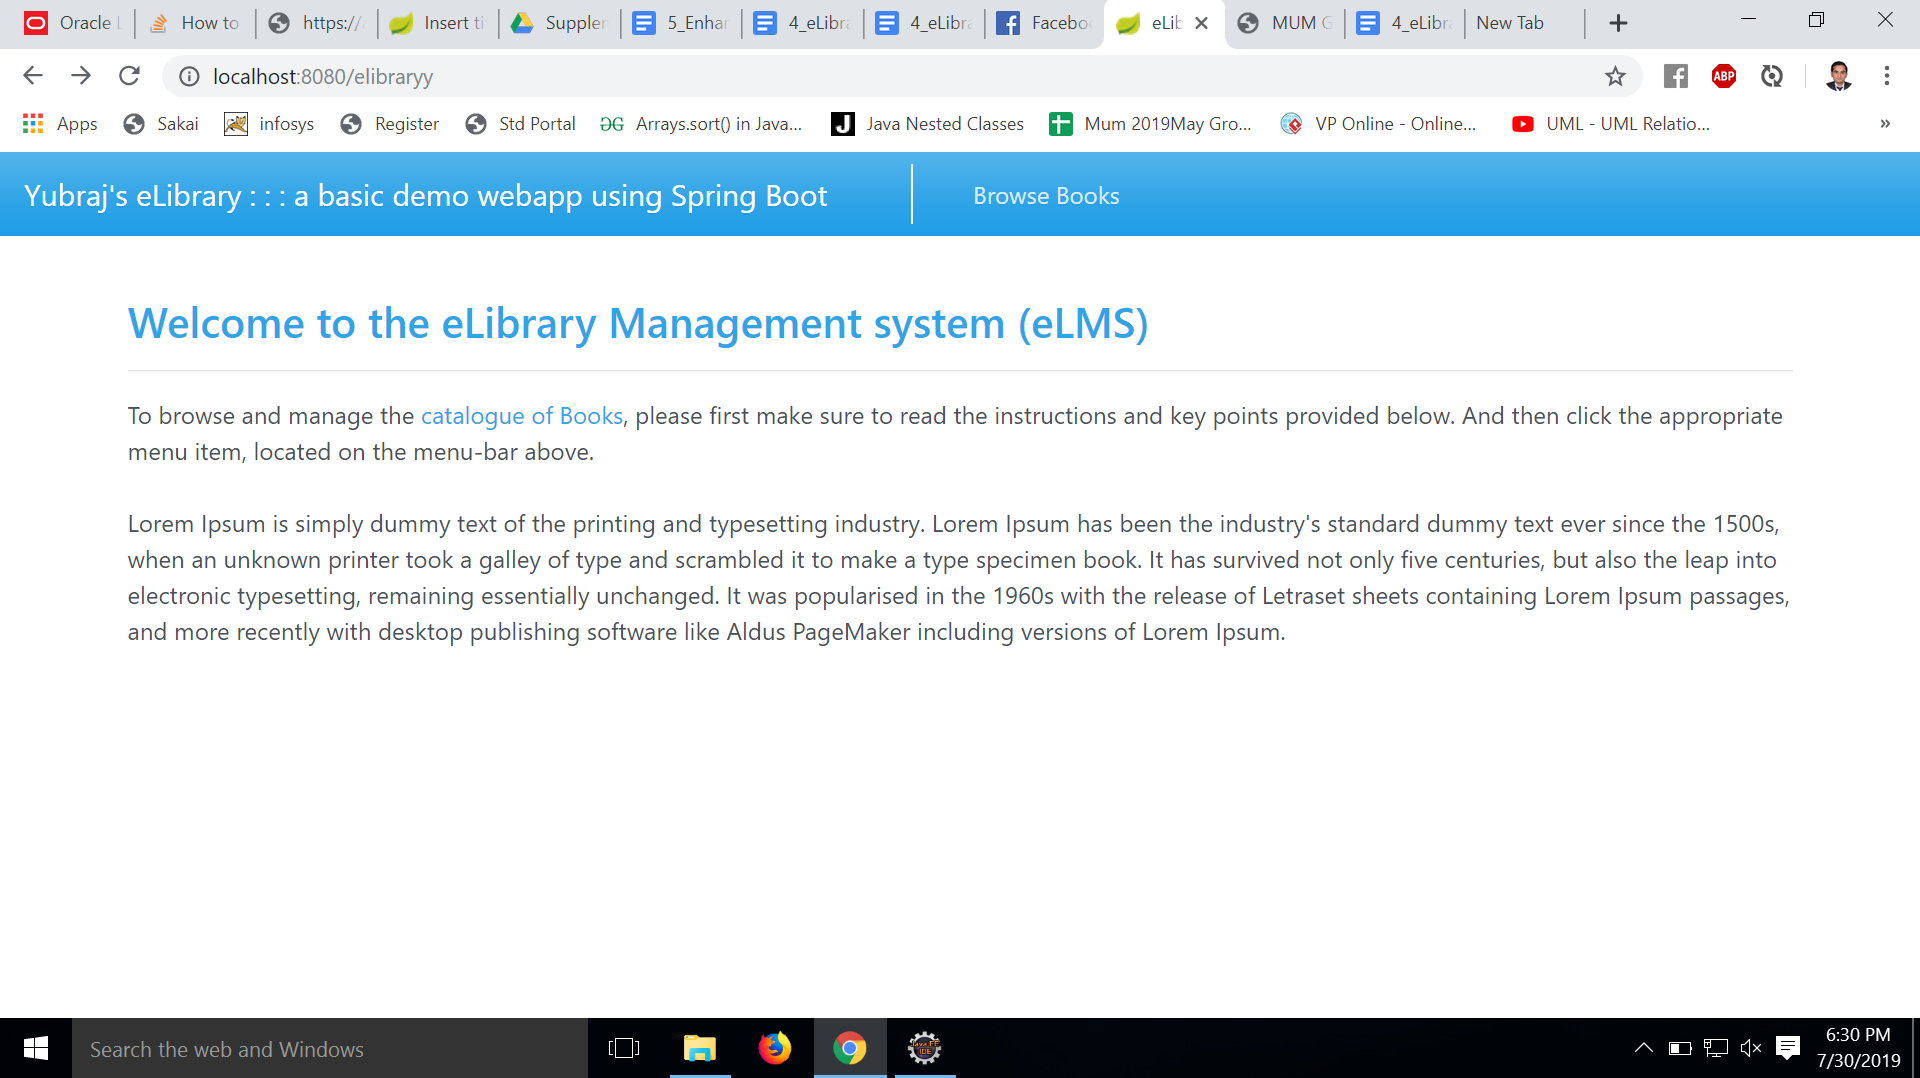 Oracle
How to
https://
Insert ti
Suppler
5_Enhar
4_eLibra
4_eLibra
Facebo
eLib
MUM G
4_eLibra
New Tab
localhost:8080/elibraryy
ABP
Apps
Sakai
infosys
Register
Std Portal
Arrays.sort() in Java...
Java Nested Classes
Mum 2019May Gro...
VP Online - Online...
UML - UML Relatio...
»
Yubraj's eLibrary : : : a basic demo webapp using Spring Boot
Browse Books
Welcome to the eLibrary Management system (eLMS)
To browse and manage the catalogue of Books, please first make sure to read the instructions and key points provided below. And then click the appropriate
menu item, located on the menu-bar above.
Lorem Ipsum is simply dummy text of the printing and typesetting industry. Lorem Ipsum has been the industry's standard dummy text ever since the 1500s,
when an unknown printer took a galley of type and scrambled it to make a type specimen book. It has survived not only five centuries, but also the leap into
electronic typesetting, remaining essentially unchanged. It was popularised in the 1960s with the release of Letraset sheets containing Lorem Ipsum passages,
and more recently with desktop publishing software like Aldus PageMaker including versions of Lorem Ipsum.
Search the web and Windows
Java EE
IDE
6:30 PM
7/30/2019